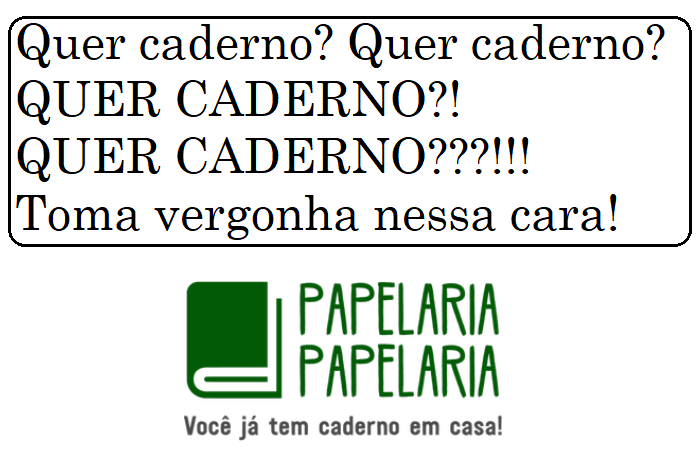 Quer caderno? Quer caderno?
QUER CADERNO?!
QUER CADERNO???!!!
Toma vergonha nessa cara!
PAPELARIA
PAPELARIA
Você já tem caderno em casa!